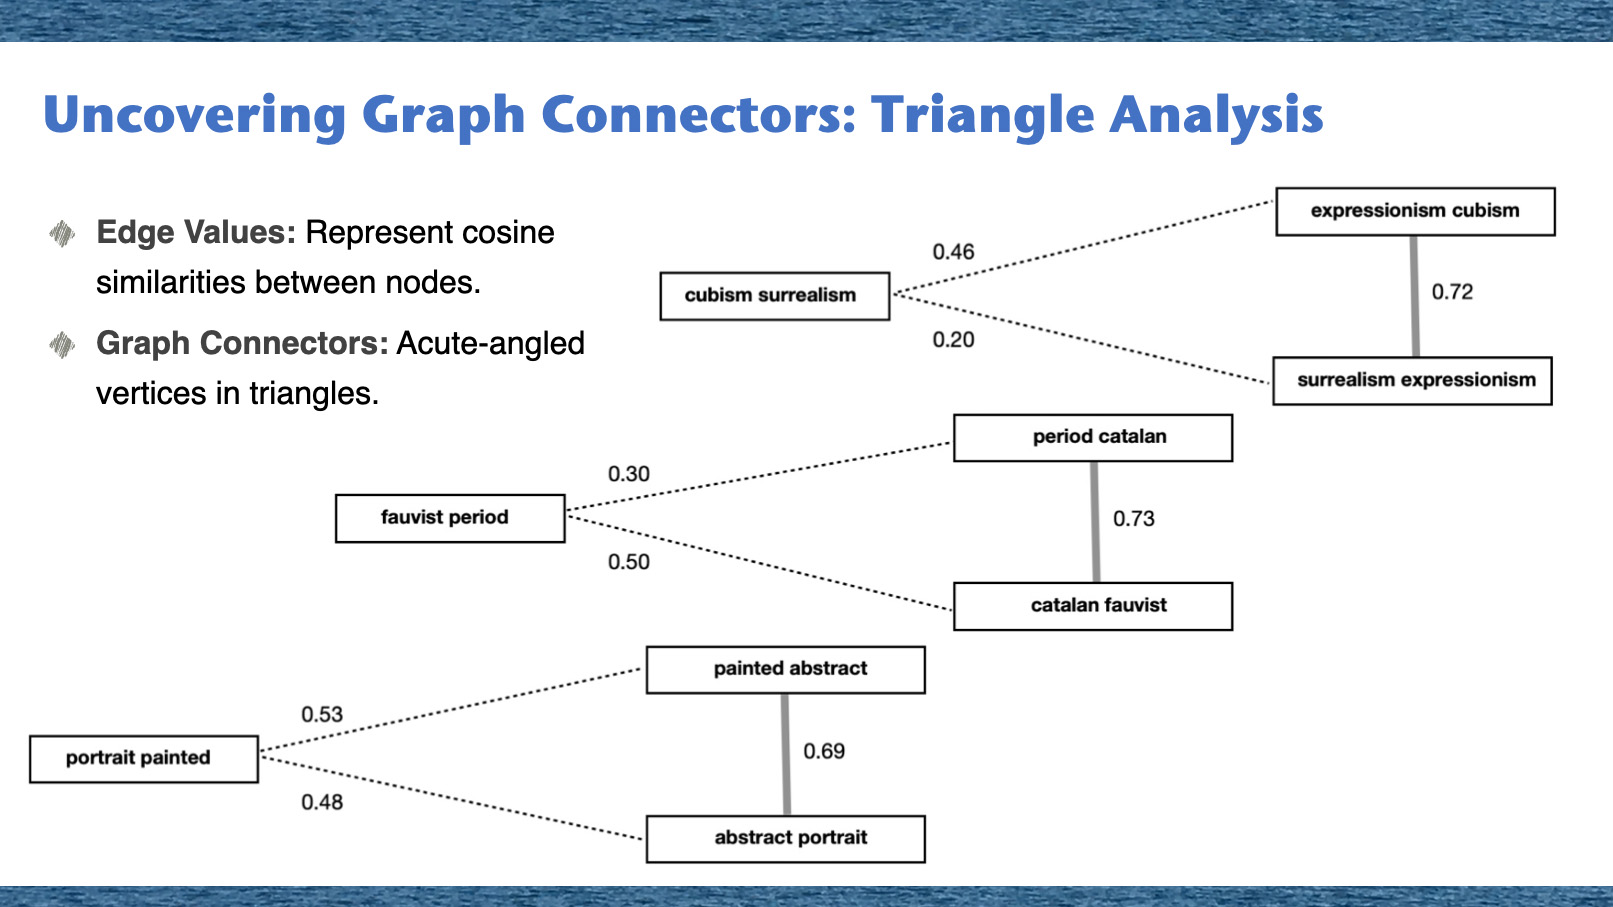 Uncovering Graph Connectors: Triangle Analysis
Edge Values: Represent cosine
similarities between nodes.
Graph Connectors: Acute-angled
vertices in triangles.
expressionism cubism
0.46
cubism surrealism
0.72
0.20
surrealism expressionism
period catalan
0.30
fauvist period
0.73
0.50
catalan fauvist
painted abstract
0.53
portrait painted
0.69
0.48
abstract portrait